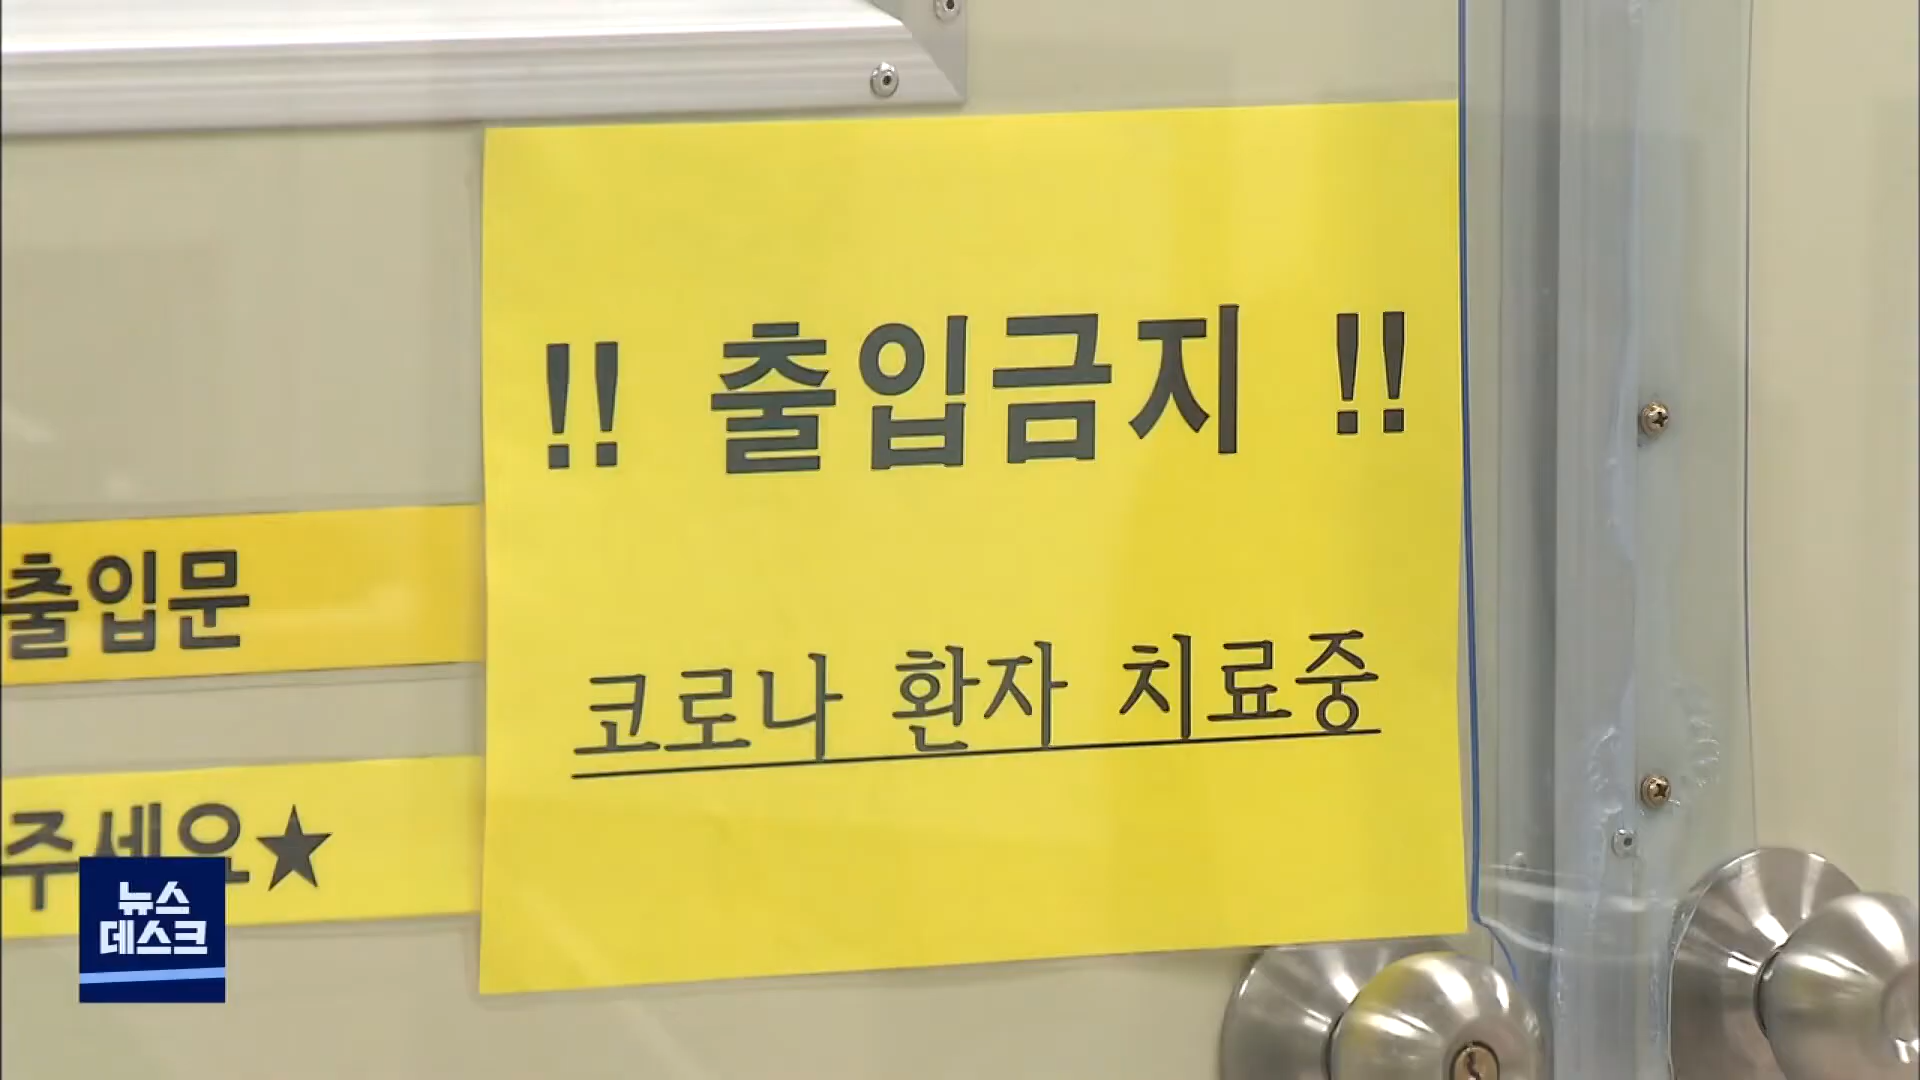 !! 출입금지 !!
코로나 환자 치료중
출입문
주세요★
뉴스
데스크